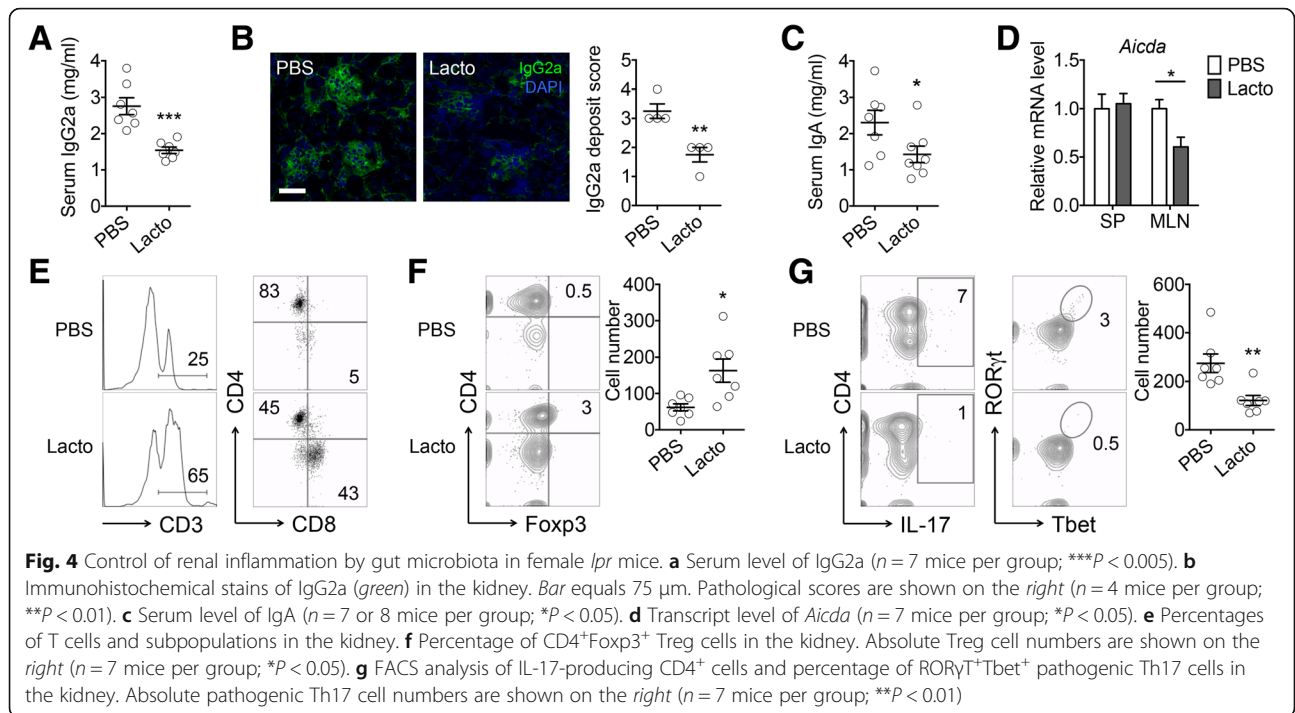 A
Serum IgG2a (mg/ml)
4
3
2
1
0
***
PBS
Lacto
B
PBS
Lacto
IgG2a
DAPI
IgG2a deposit score
5
4
3
2
1
0
**
PBS
Lacto
C
Serum IgA (mg/ml)
4
3
2
1
0
*
PBS
Lacto
D
Aicda
Relative mRNA level
1.5
1.0
0.5
0.0
*
SP
MLN
PBS
Lacto
E
PBS
25
83
5
Lacto
65
45
43
CD3
CD4
CD8
F
PBS
0.5
Lacto
3
CD4
Foxp3
Cell number
400
300
200
100
0
*
PBS
Lacto
G
PBS
7
3
Lacto
1
0.5
CD4
IL-17
RORγt
Tbet
Cell number
600
400
200
0
**
PBS
Lacto
Fig. 4 Control of renal inflammation by gut microbiota in female lpr mice. a Serum level of IgG2a (n = 7 mice per group; ***P < 0.005). b
Immunohistochemical stains of IgG2a (green) in the kidney. Bar equals 75 μm. Pathological scores are shown on the right (n = 4 mice per group;
**P < 0.01). c Serum level of IgA (n = 7 or 8 mice per group; *P < 0.05). d Transcript level of Aicda (n = 7 mice per group; *P < 0.05). e Percentages
of T cells and subpopulations in the kidney. f Percentage of CD4⁺Foxp3⁺ Treg cells in the kidney. Absolute Treg cell numbers are shown on the
right (n = 7 mice per group; *P < 0.05). g FACS analysis of IL-17-producing CD4⁺ cells and percentage of RORγT⁺Tbet⁺ pathogenic Th17 cells in
the kidney. Absolute pathogenic Th17 cell numbers are shown on the right (n = 7 mice per group; **P < 0.01)